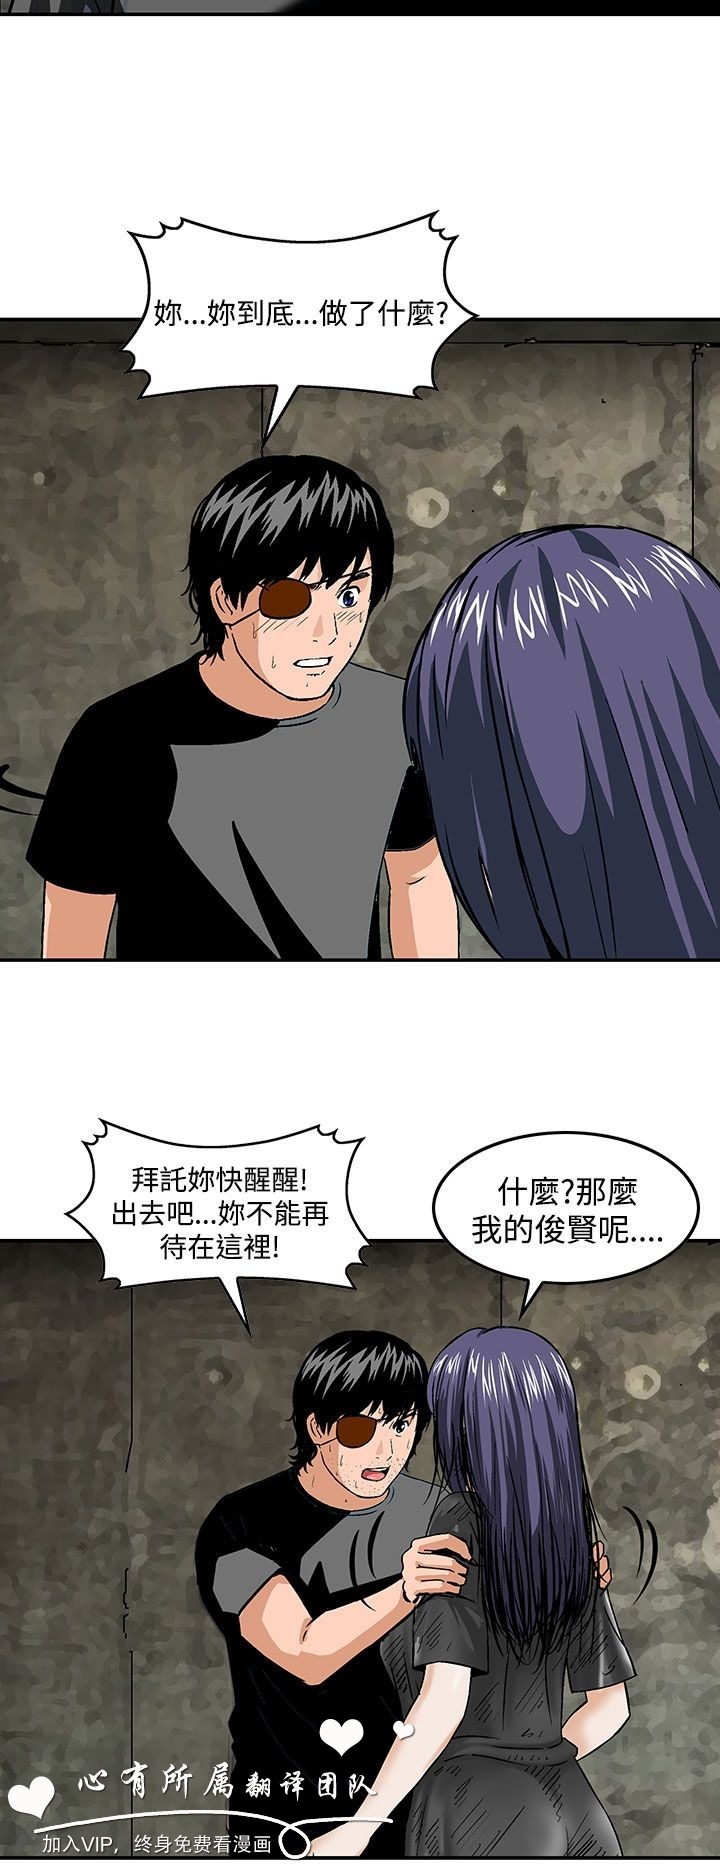 妳...妳到底...做了什麼?
拜託妳快醒醒!
出去吧...妳不能再
待在這裡!
什麼?那麼
我的俊賢呢....
心有所属翻译团队
加入VIP，终身免费看漫画